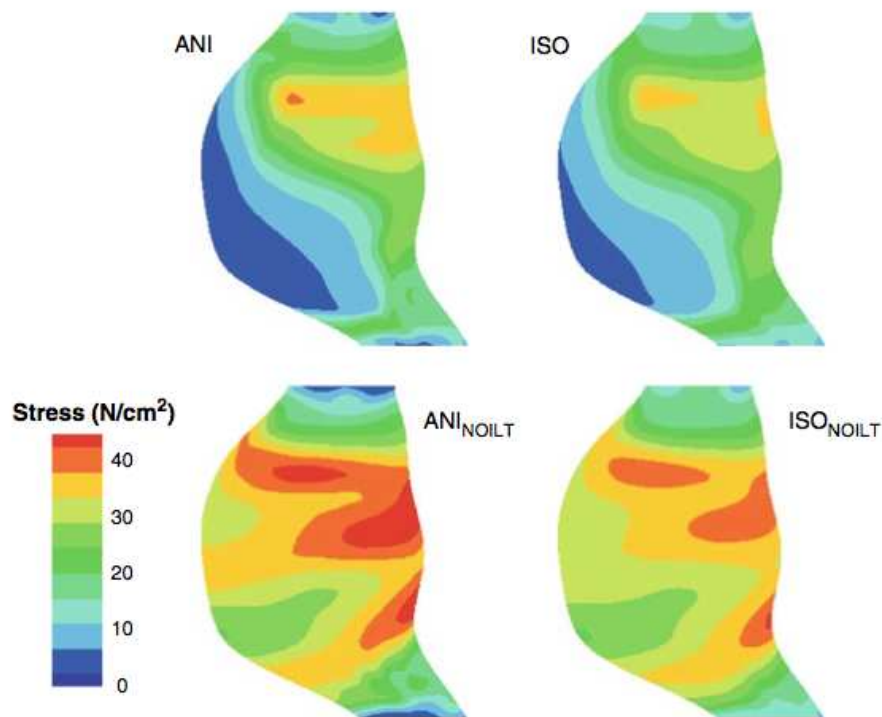 ANI
ISO
Stress (N/cm²)
40
30
20
10
0
ANI_NOILT
ISO_NOILT